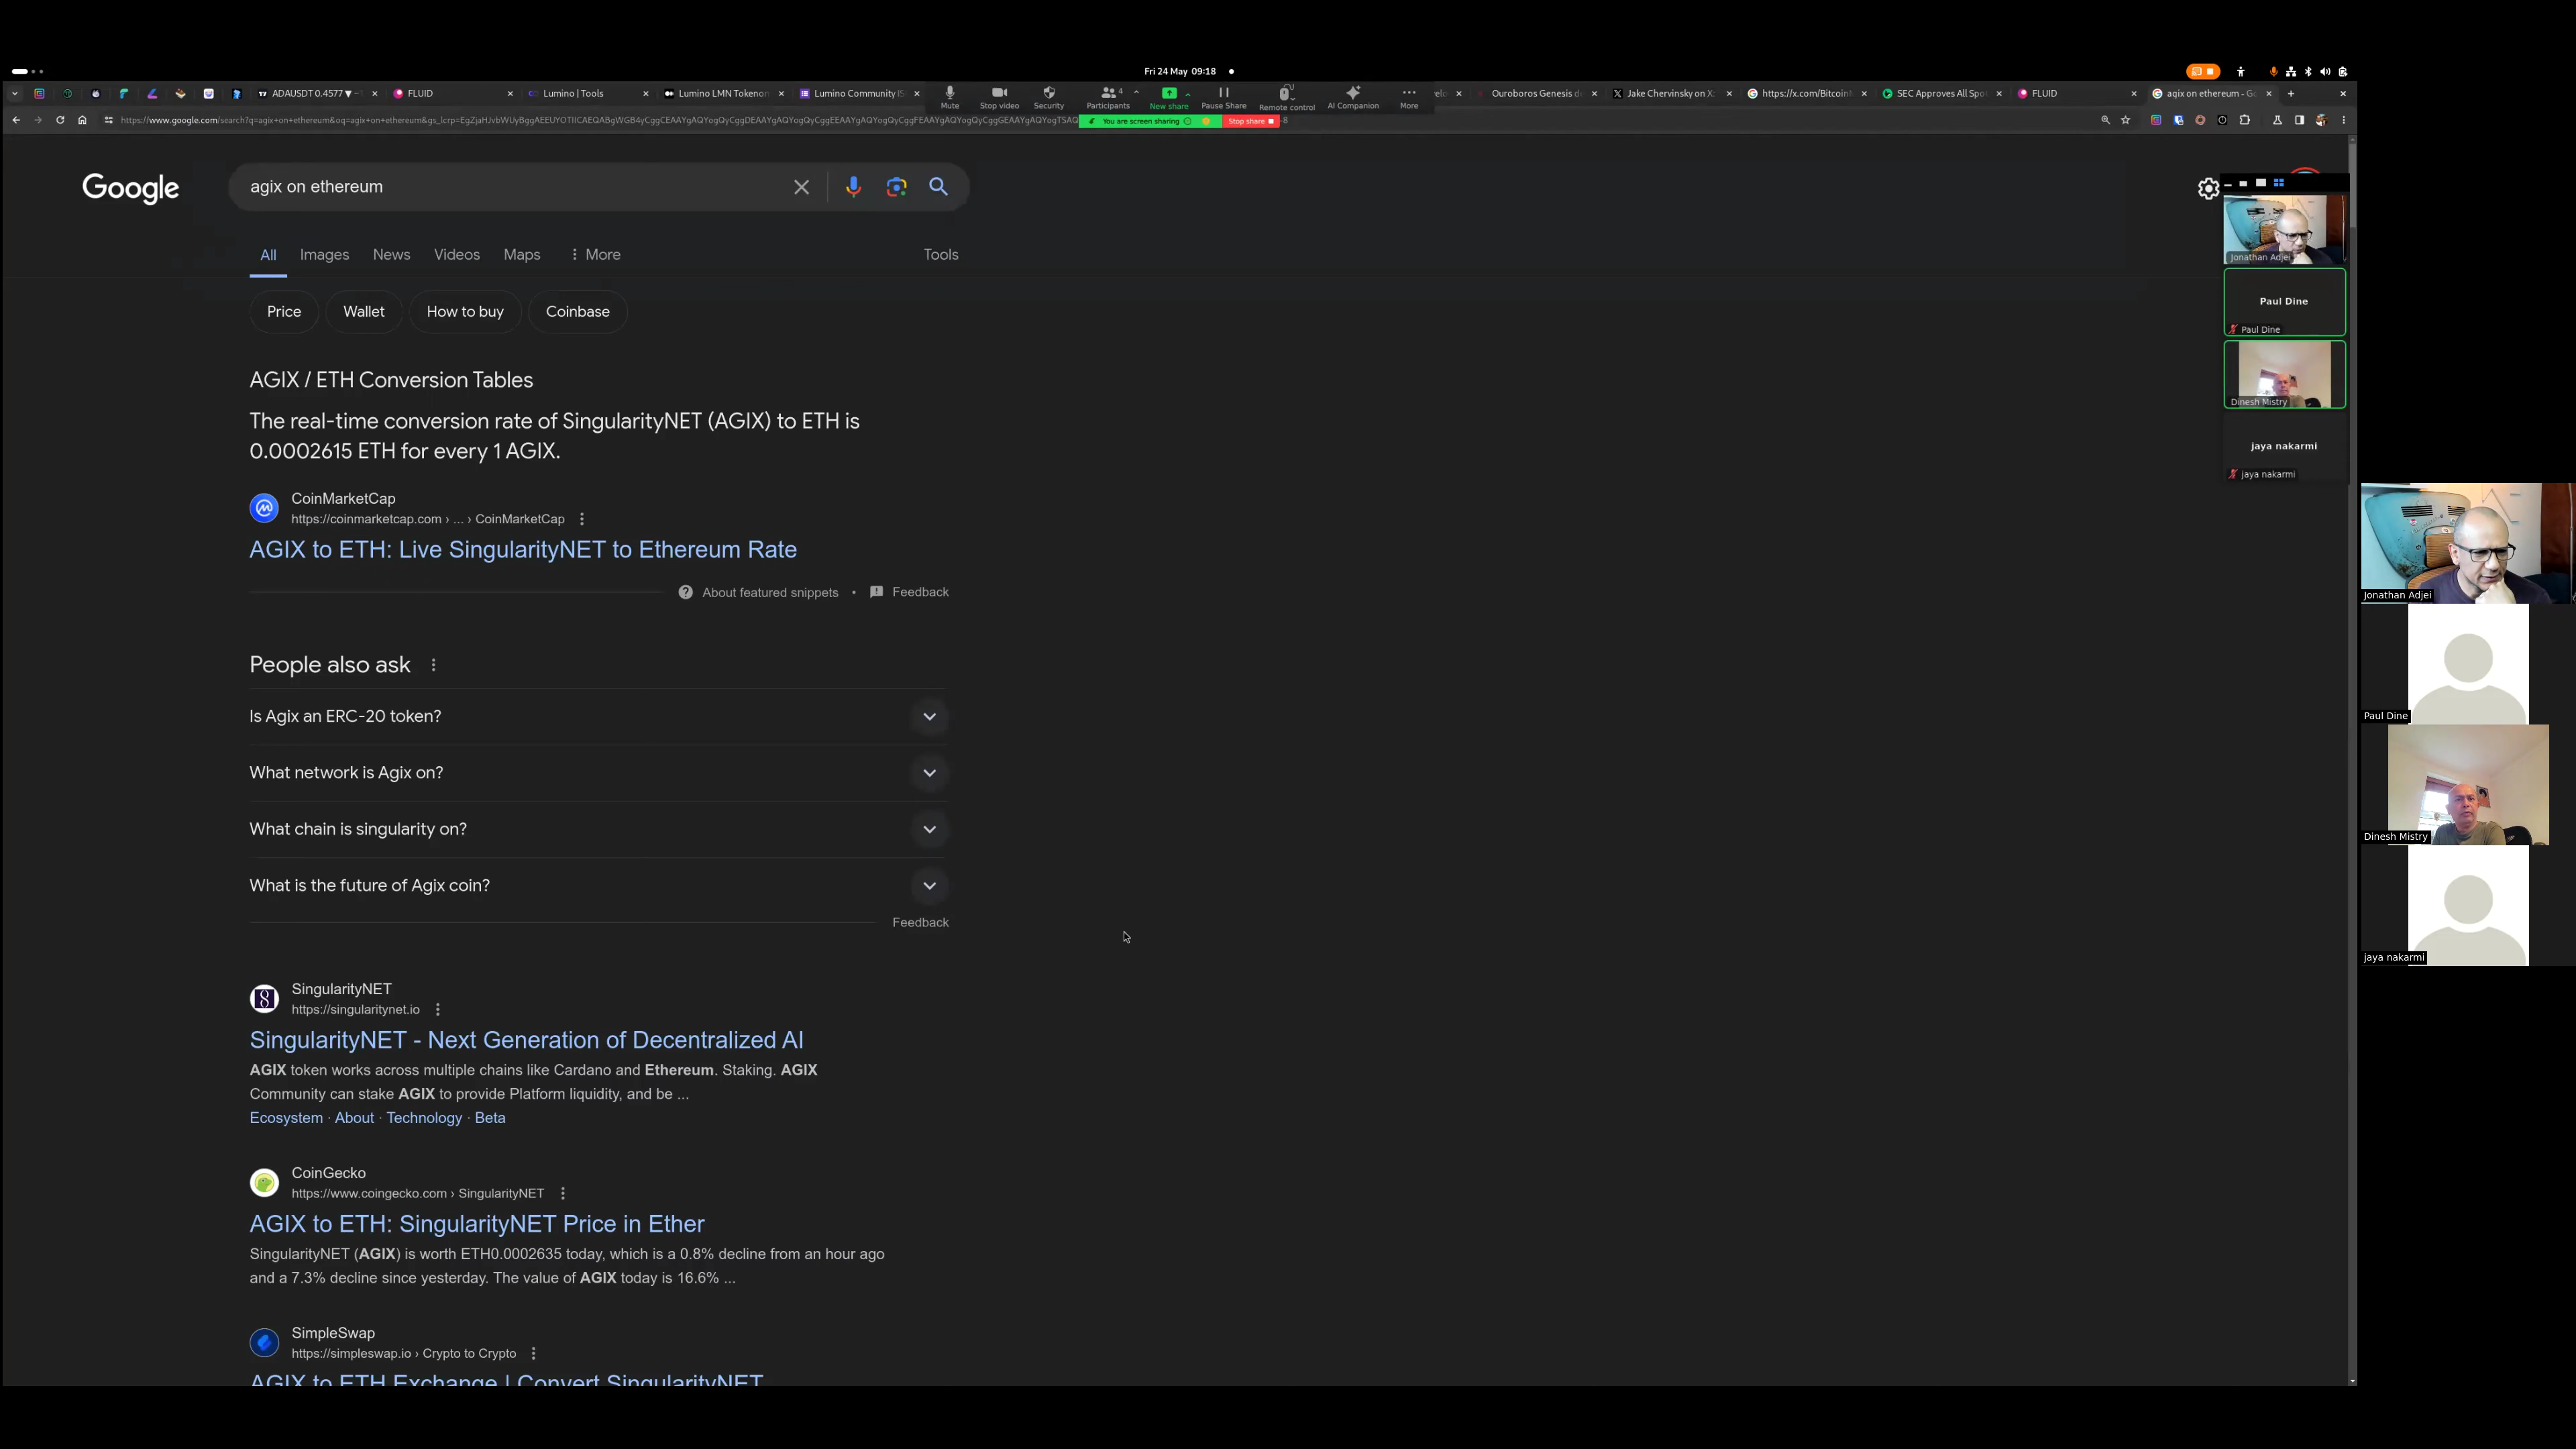 Fri 24 May 09:18
ADAUSDT 0.4577 ▼
FLUID
Lumino | Tools
Lumino LMN Tokenon
Lumino Community IS
Mute
Stop video
Security
Participants
4
New share
Pause Share
Remote control
AI Companion
More
Ouroboros Genesis d
Jake Chervinsky on X:
https://x.com/Bitcoin
SEC Approves All Spo
FLUID
agix on ethereum - Go
You are screen sharing
Stop share
Google
agix on ethereum
All
Images
News
Videos
Maps
More
Tools
Price
Wallet
How to buy
Coinbase
AGIX / ETH Conversion Tables
The real-time conversion rate of SingularityNET (AGIX) to ETH is
0.0002615 ETH for every 1 AGIX.
CoinMarketCap
https://coinmarketcap.com › ... › CoinMarketCap
AGIX to ETH: Live SingularityNET to Ethereum Rate
About featured snippets • Feedback
People also ask
Is Agix an ERC-20 token?
What network is Agix on?
What chain is singularity on?
What is the future of Agix coin?
Feedback
SingularityNET
https://singularitynet.io
SingularityNET - Next Generation of Decentralized AI
AGIX token works across multiple chains like Cardano and Ethereum. Staking. AGIX
Community can stake AGIX to provide Platform liquidity, and be ...
Ecosystem · About · Technology · Beta
CoinGecko
https://www.coingecko.com › SingularityNET
AGIX to ETH: SingularityNET Price in Ether
SingularityNET (AGIX) is worth ETH0.0002635 today, which is a 0.8% decline from an hour ago
and a 7.3% decline since yesterday. The value of AGIX today is 16.6% ...
SimpleSwap
https://simpleswap.io › Crypto to Crypto
AGIX to ETH Exchange | Convert SingularityNET
Jonathan Adjei
Paul Dine
Paul Dine
Dinesh Mistry
jaya nakarmi
jaya nakarmi
Jonathan Adjei
Paul Dine
Dinesh Mistry
jaya nakarmi